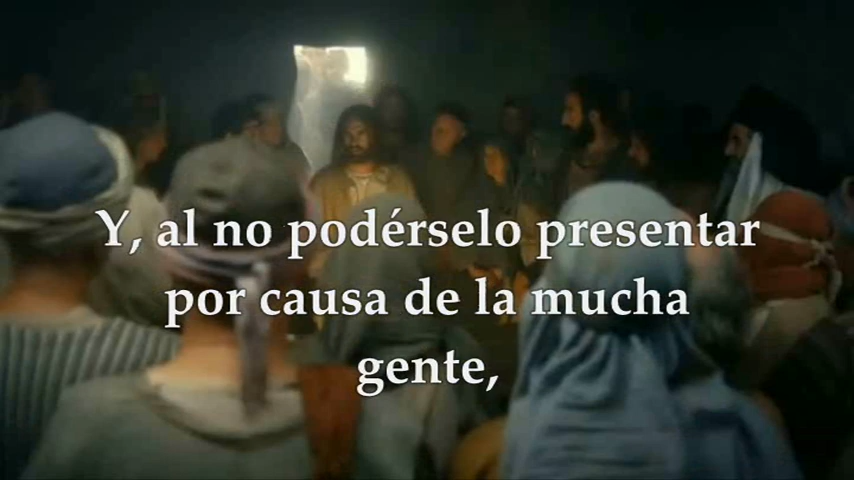 Y, al no podérselo presentar
por causa de la mucha
gente,